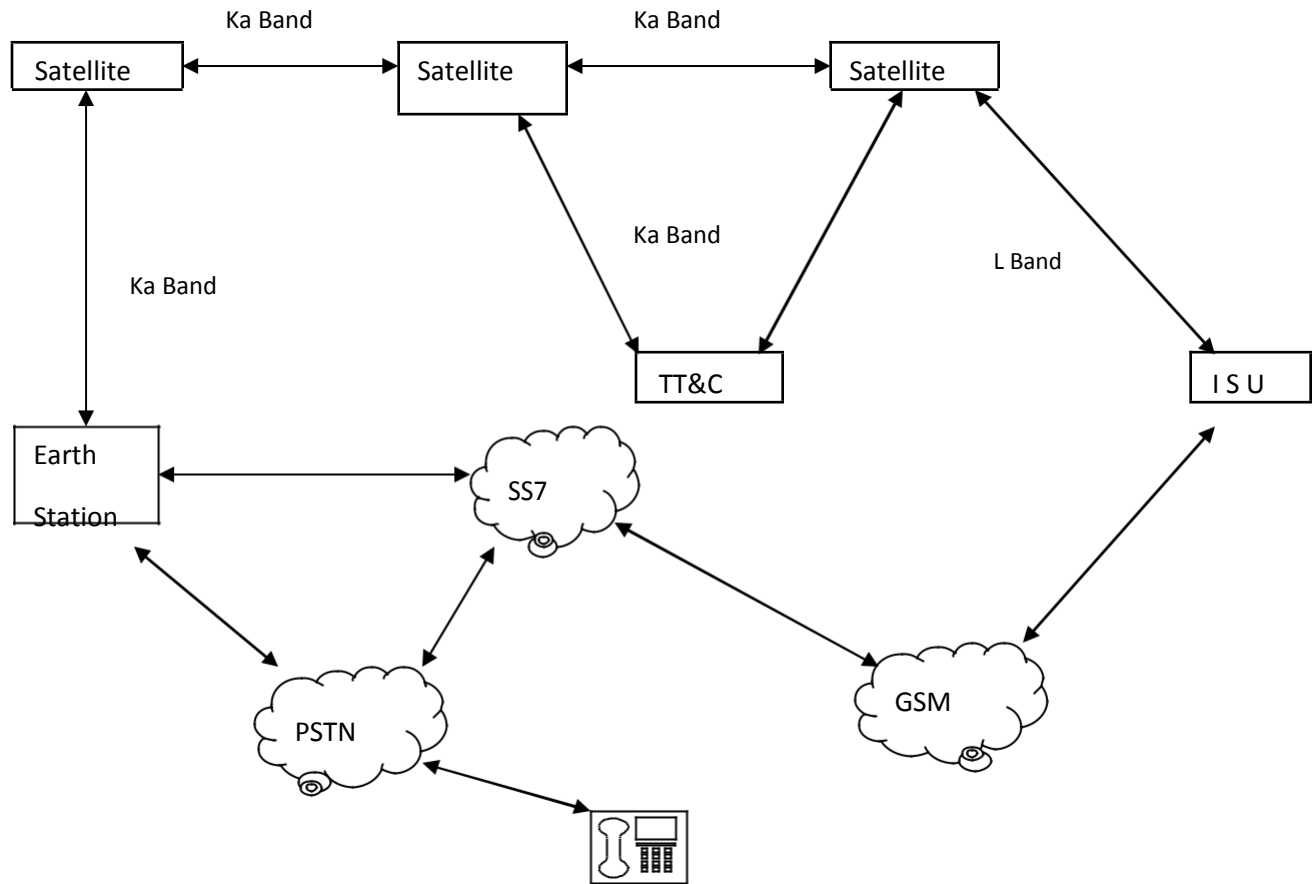 Ka Band
Ka Band
Satellite
Satellite
Satellite
Ka Band
L Band
Ka Band
TT&C
I S U
Earth
Station
SS7
PSTN
GSM